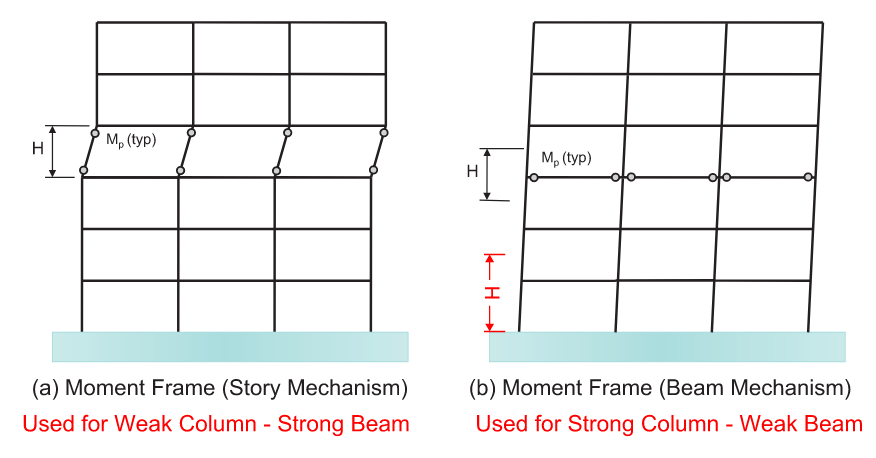 H
Mp (typ)
Mp (typ)
H
H
(a) Moment Frame (Story Mechanism)
(b) Moment Frame (Beam Mechanism)
Used for Weak Column - Strong Beam
Used for Strong Column - Weak Beam